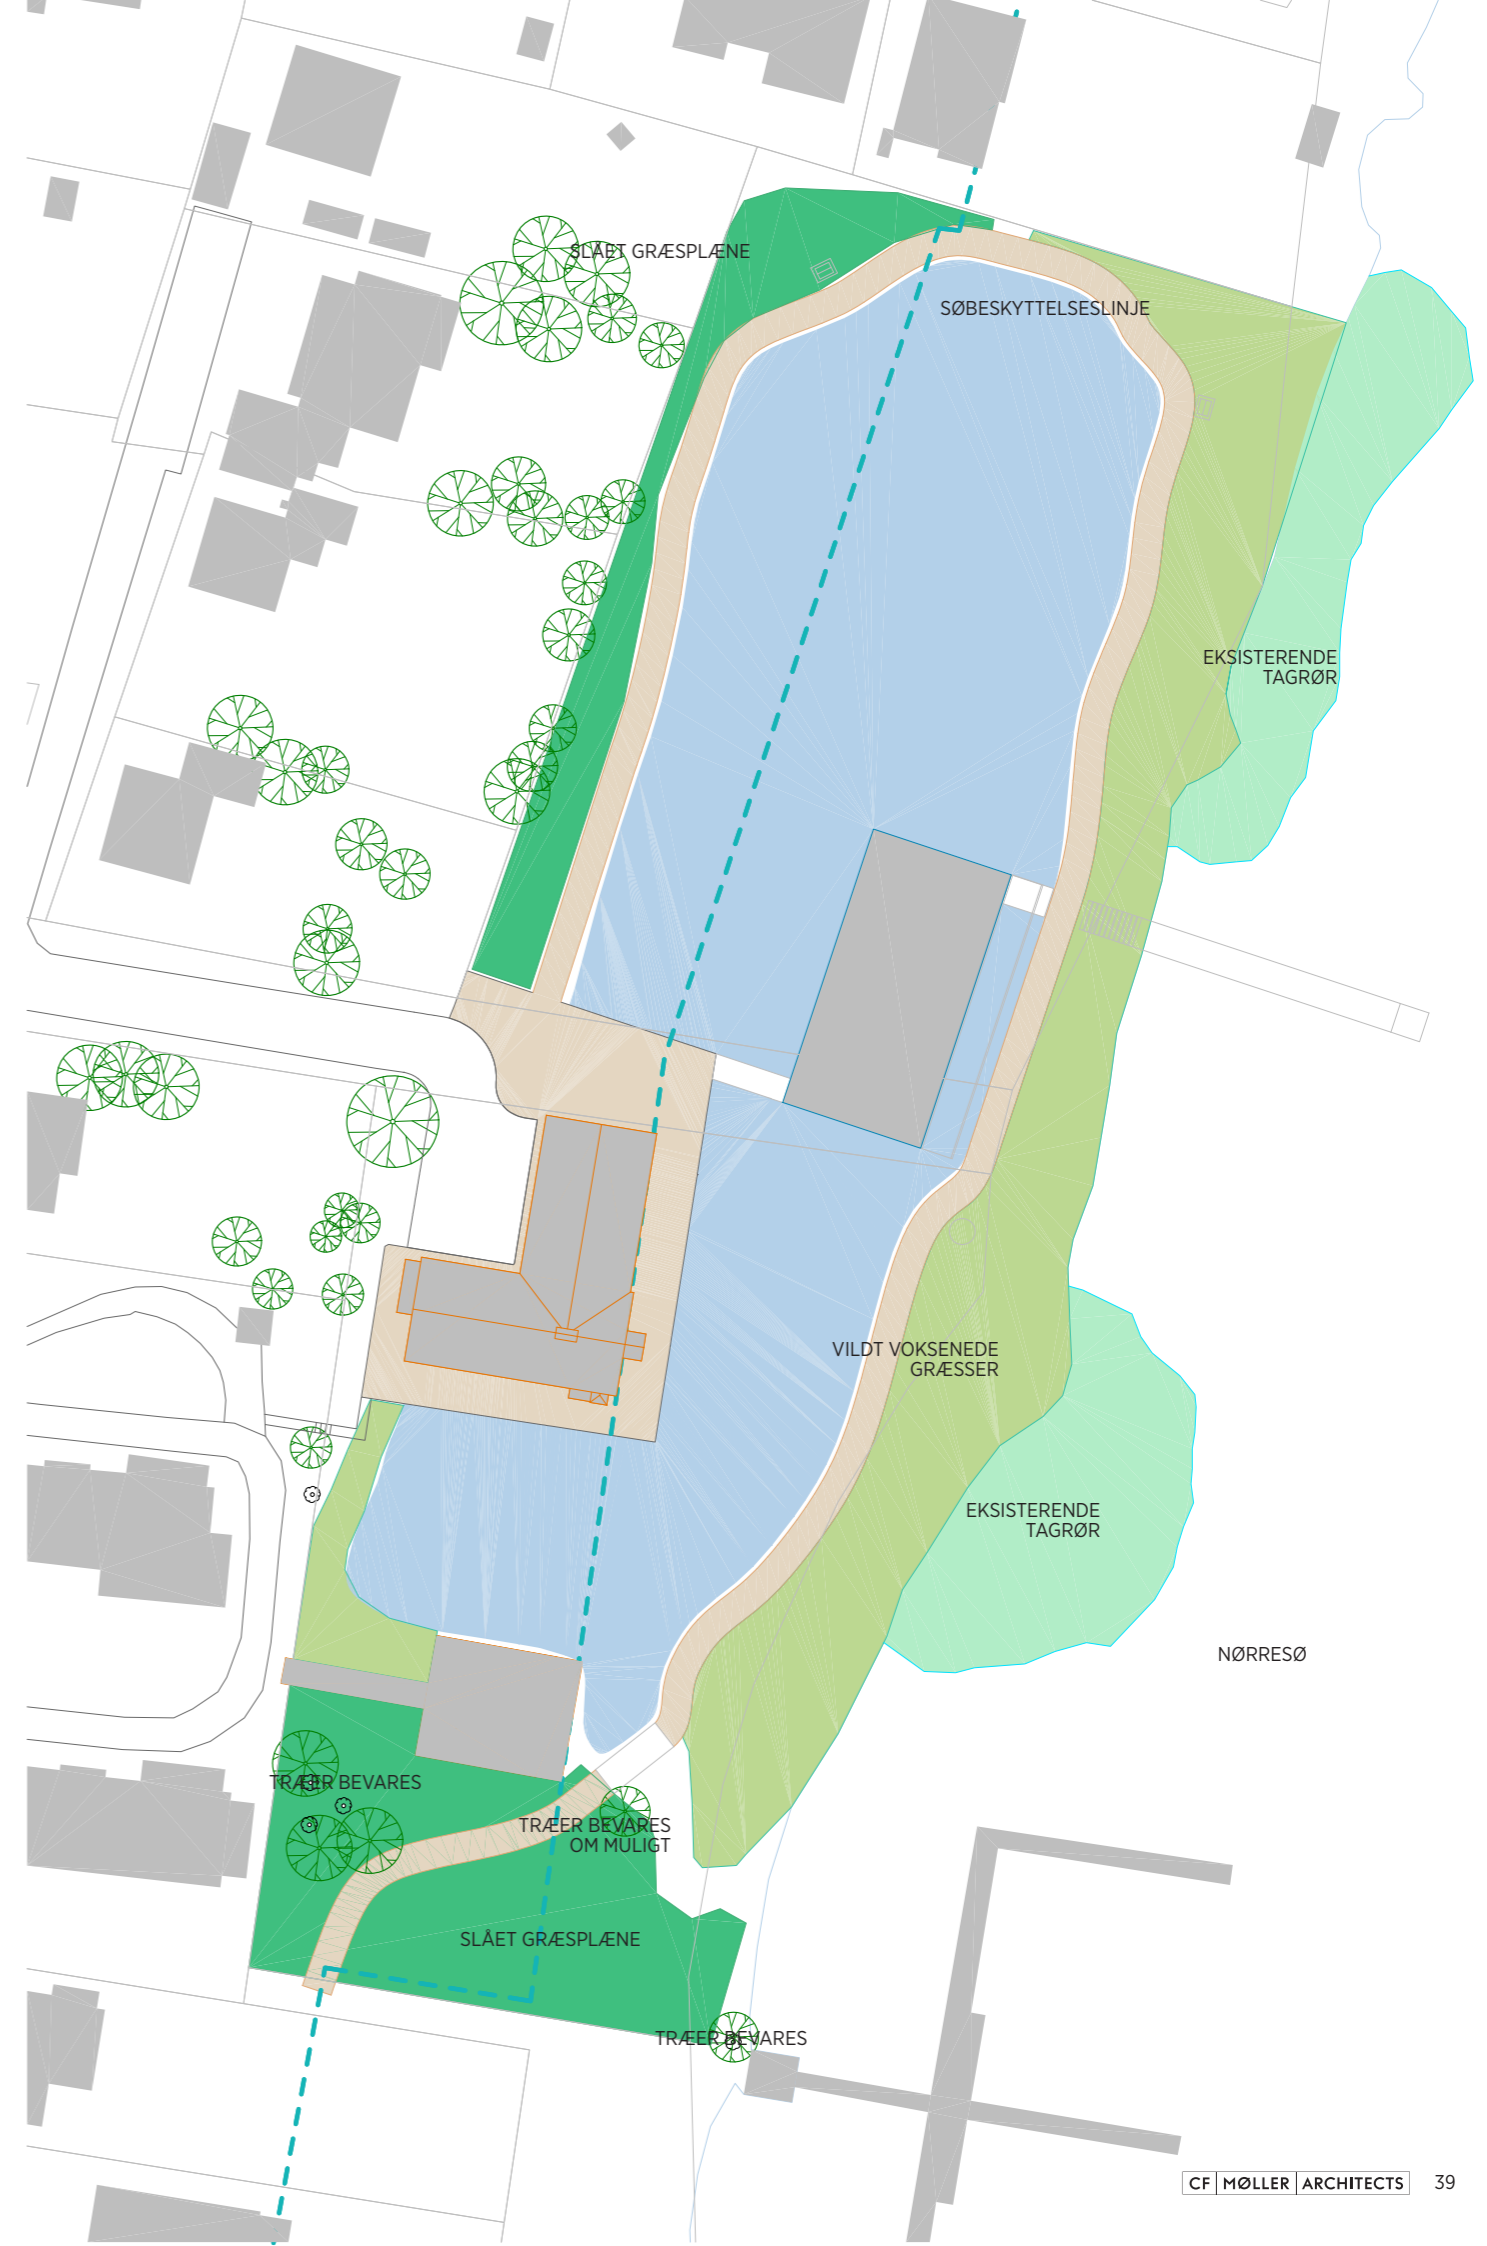 SLÅET GRÆSPLÆNE
SØBESKYTTELSESLINJE
EKSISTERENDE
TAGRØR
VILDT VOKSENEDE
GRÆSSER
EKSISTERENDE
TAGRØR
NØRRESØ
TRÆER BEVARES
TRÆER BEVARES
OM MULIGT
SLÅET GRÆSPLÆNE
TRÆER BEVARES
CF MØLLER ARCHITECTS 39